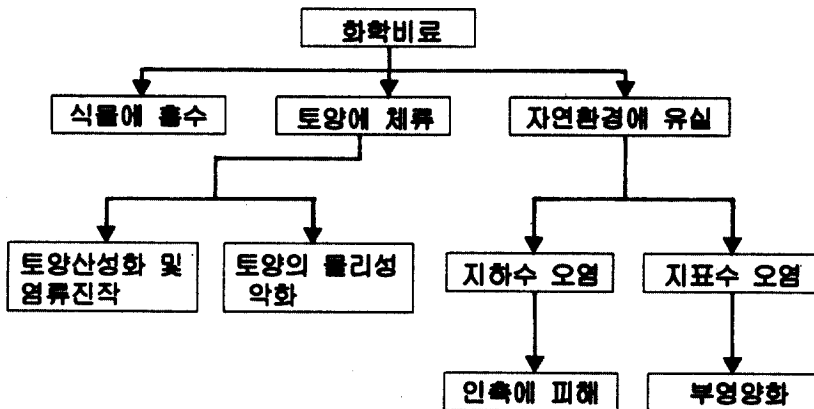 화학비료
식물에 흡수
토양에 체류
자연환경에 유실
토양산성화 및
염류진작
토양의 물리성
악화
지하수 오염
지표수 오염
인축에 피해
부영양화